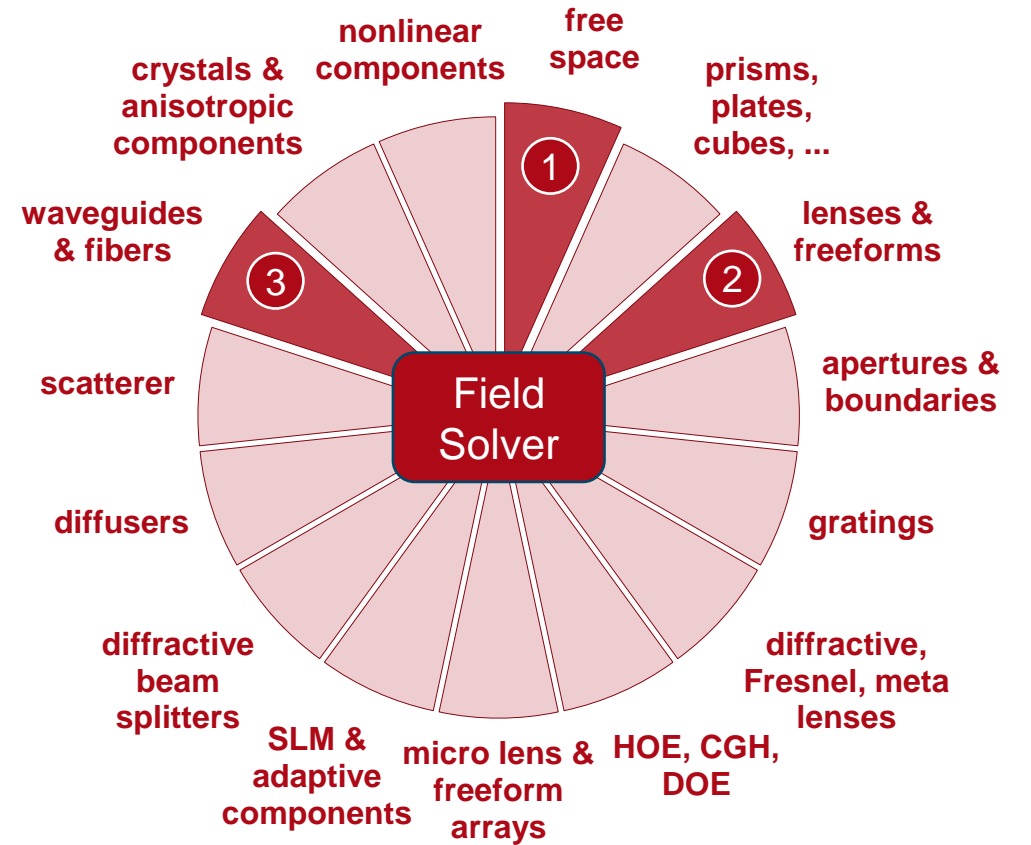 nonlinear
components
free
space
prisms,
plates,
cubes, ...
lenses &
freeforms
apertures &
boundaries
gratings
diffractive,
Fresnel, meta
lenses
HOE, CGH,
DOE
micro lens &
freeform
arrays
SLM &
adaptive
components
diffractive
beam
splitters
diffusers
scatterer
waveguides
& fibers
crystals &
anisotropic
components
1
2
3
Field
Solver